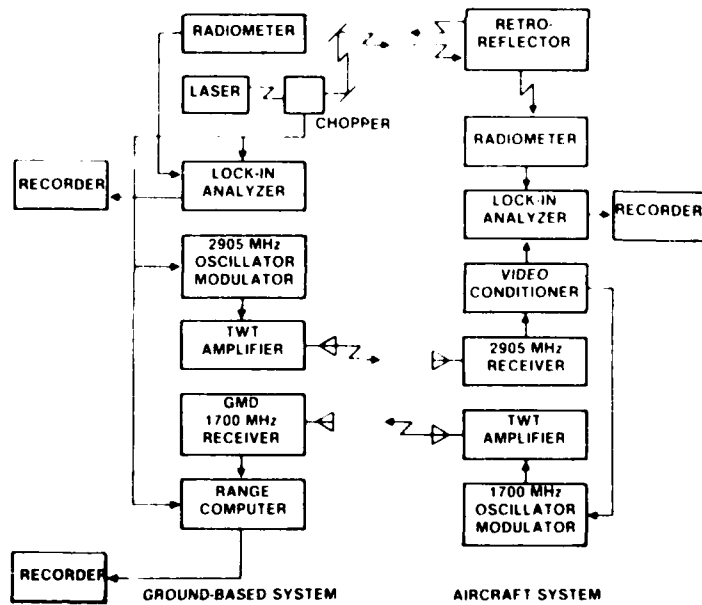 RADIOMETER
LASER
CHOPPER
RECORDER
LOCK-IN
ANALYZER
2905 MHz
OSCILLATOR
MODULATOR
TWT
AMPLIFIER
GMD
1700 MHz
RECEIVER
RANGE
COMPUTER
RECORDER
GROUND-BASED SYSTEM
RETRO-
REFLECTOR
RADIOMETER
LOCK-IN
ANALYZER
RECORDER
VIDEO
CONDITIONER
2905 MHz
RECEIVER
TWT
AMPLIFIER
1700 MHz
OSCILLATOR
MODULATOR
AIRCRAFT SYSTEM